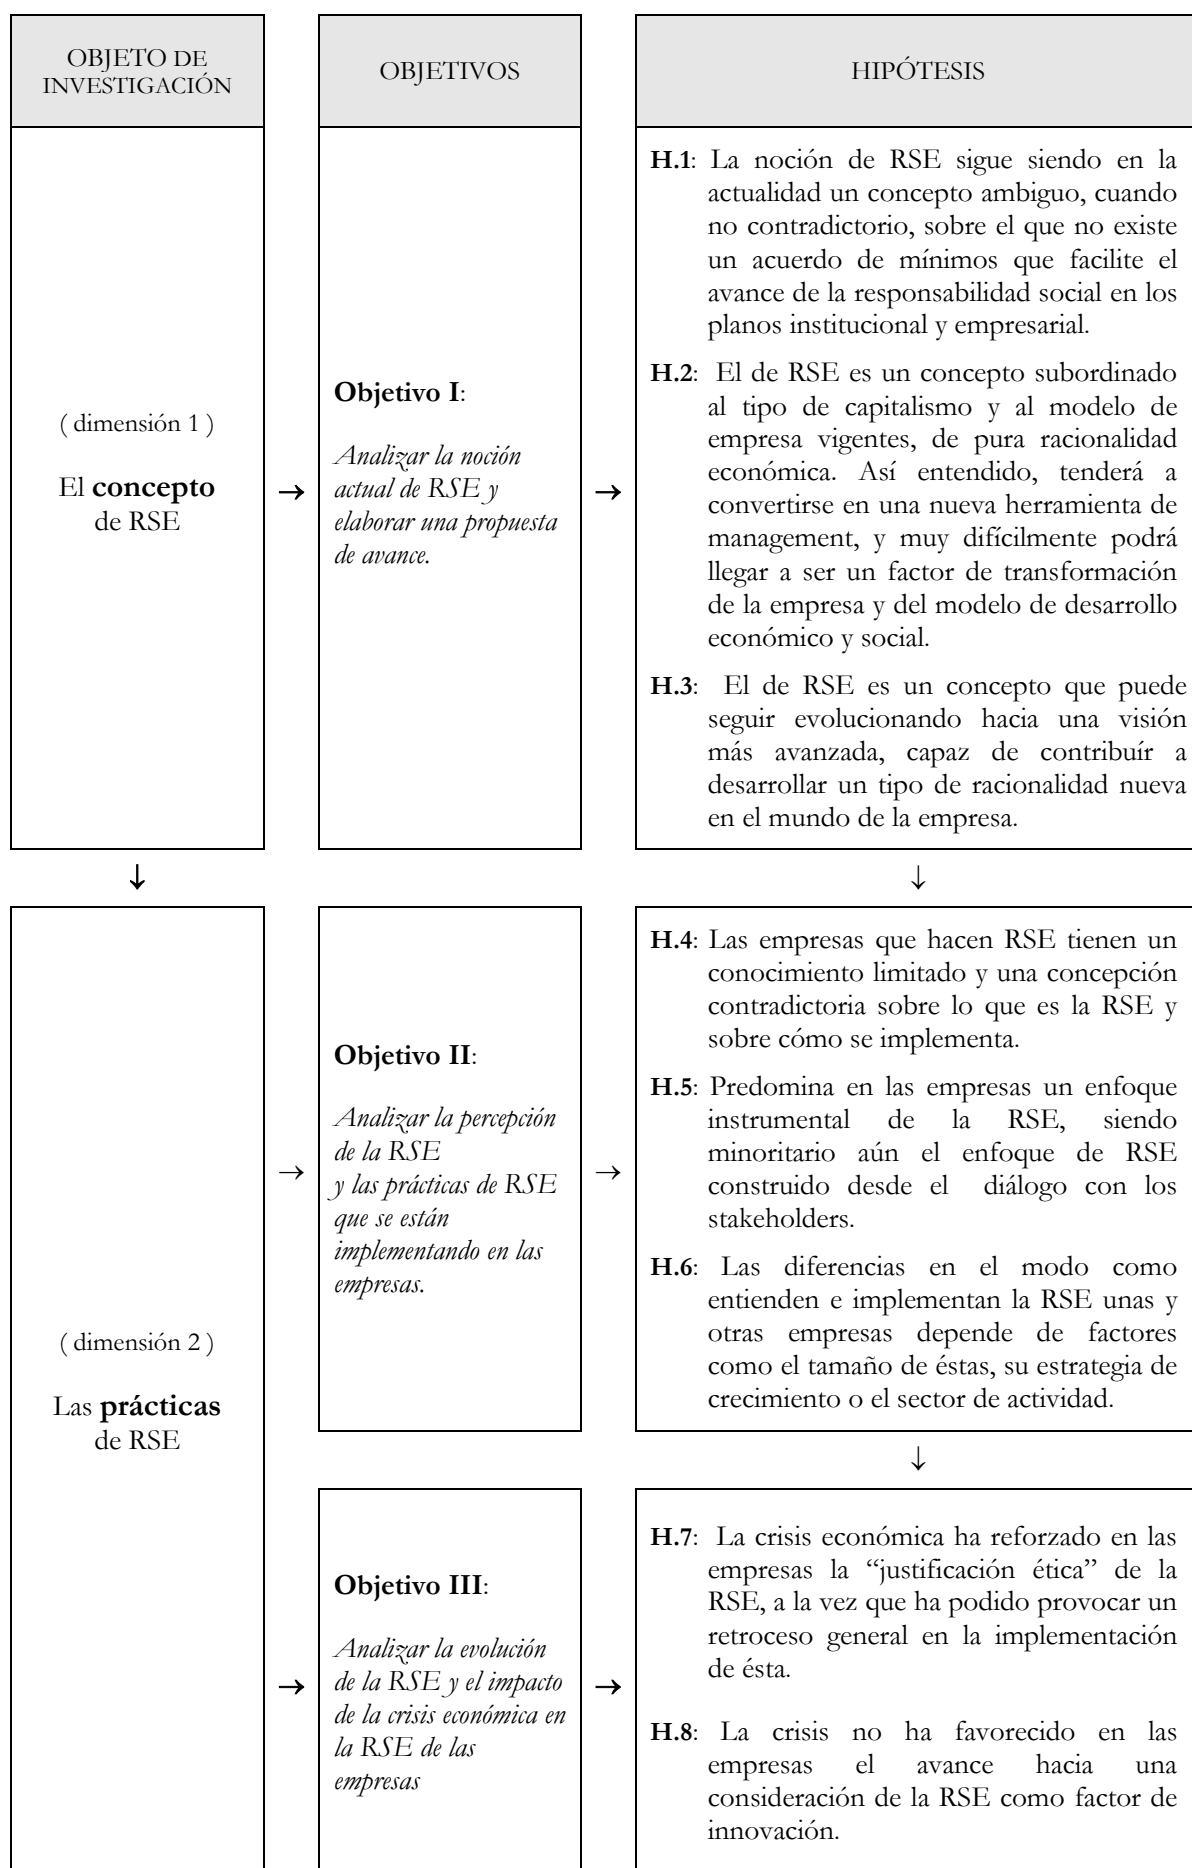 OBJETO DE
INVESTIGACIÓN
OBJETIVOS
HIPÓTESIS
( dimensión 1 )
El concepto
de RSE
→
Objetivo I:
Analizar la noción
actual de RSE y
elaborar una propuesta
de avance.
→
H.1: La noción de RSE sigue siendo en la
actualidad un concepto ambiguo, cuando
no contradictorio, sobre el que no existe
un acuerdo de mínimos que facilite el
avance de la responsabilidad social en los
planos institucional y empresarial.
H.2: El de RSE es un concepto subordinado
al tipo de capitalismo y al modelo de
empresa vigentes, de pura racionalidad
económica. Así entendido, tenderá a
convertirse en una nueva herramienta de
management, y muy difícilmente podrá
llegar a ser un factor de transformación
de la empresa y del modelo de desarrollo
económico y social.
H.3: El de RSE es un concepto que puede
seguir evolucionando hacia una visión
más avanzada, capaz de contribuír a
desarrollar un tipo de racionalidad nueva
en el mundo de la empresa.
↓
↓
( dimensión 2 )
Las prácticas
de RSE
→
Objetivo II:
Analizar la percepción
de la RSE
y las prácticas de RSE
que se están
implementando en las
empresas.
→
H.4: Las empresas que hacen RSE tienen un
conocimiento limitado y una concepción
contradictoria sobre lo que es la RSE y
sobre cómo se implementa.
H.5: Predomina en las empresas un enfoque
instrumental de la RSE, siendo
minoritario aún el enfoque de RSE
construido desde el diálogo con los
stakeholders.
H.6: Las diferencias en el modo como
entienden e implementan la RSE unas y
otras empresas depende de factores
como el tamaño de éstas, su estrategia de
crecimiento o el sector de actividad.
↓
→
Objetivo III:
Analizar la evolución
de la RSE y el impacto
de la crisis económica en
la RSE de las
empresas
→
H.7: La crisis económica ha reforzado en las
empresas la “justificación ética” de la
RSE, a la vez que ha podido provocar un
retroceso general en la implementación
de ésta.
H.8: La crisis no ha favorecido en las
empresas el avance hacia una
consideración de la RSE como factor de
innovación.